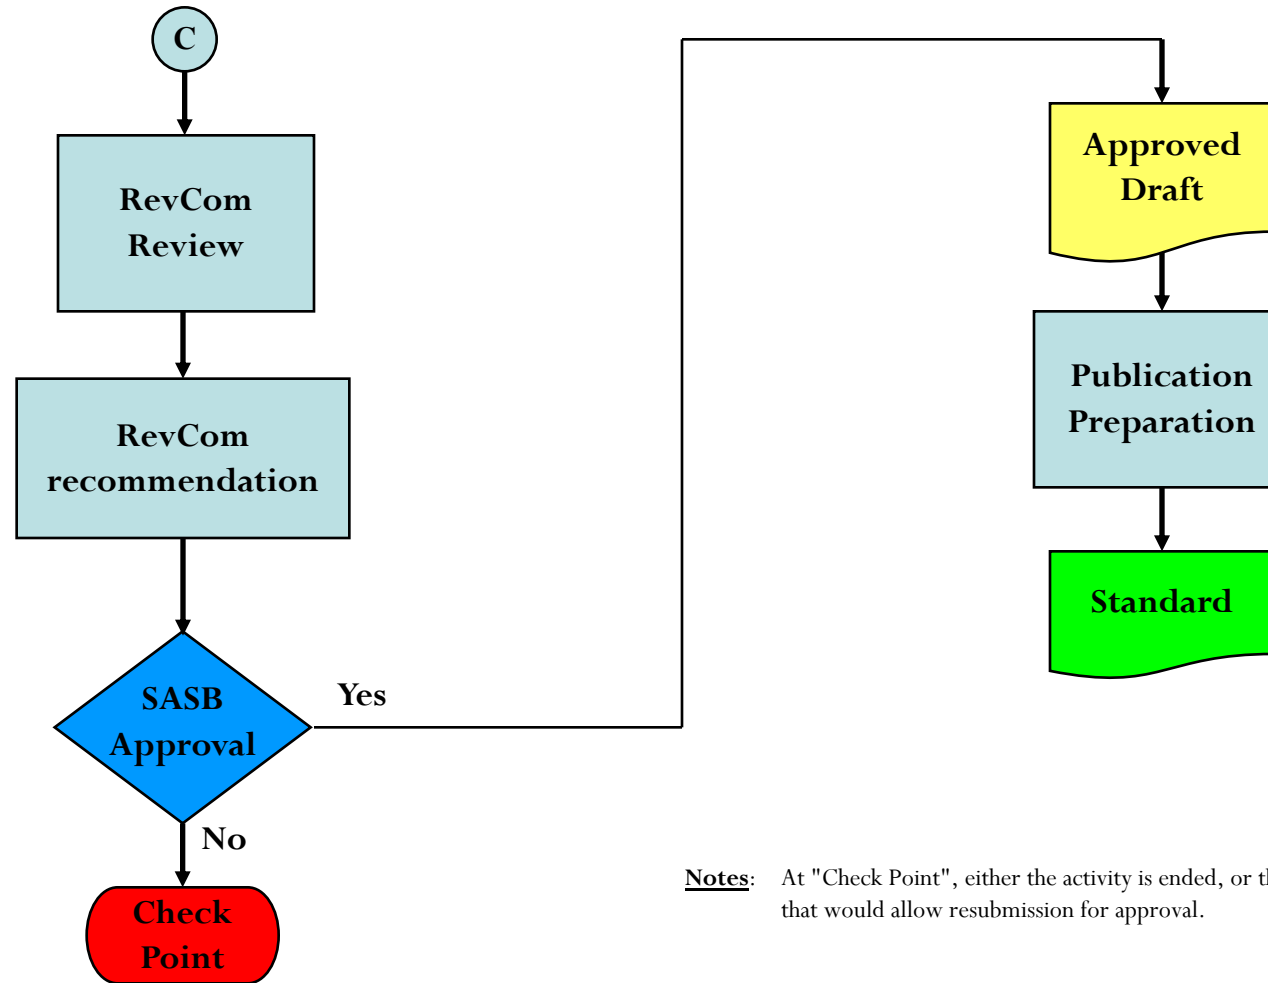 C
RevCom
Review
RevCom
recommendation
SASB
Approval
Yes
No
Check
Point
Approved
Draft
Publication
Preparation
Standard
Notes: At "Check Point", either the activity is ended, or
that would allow resubmission for approval.